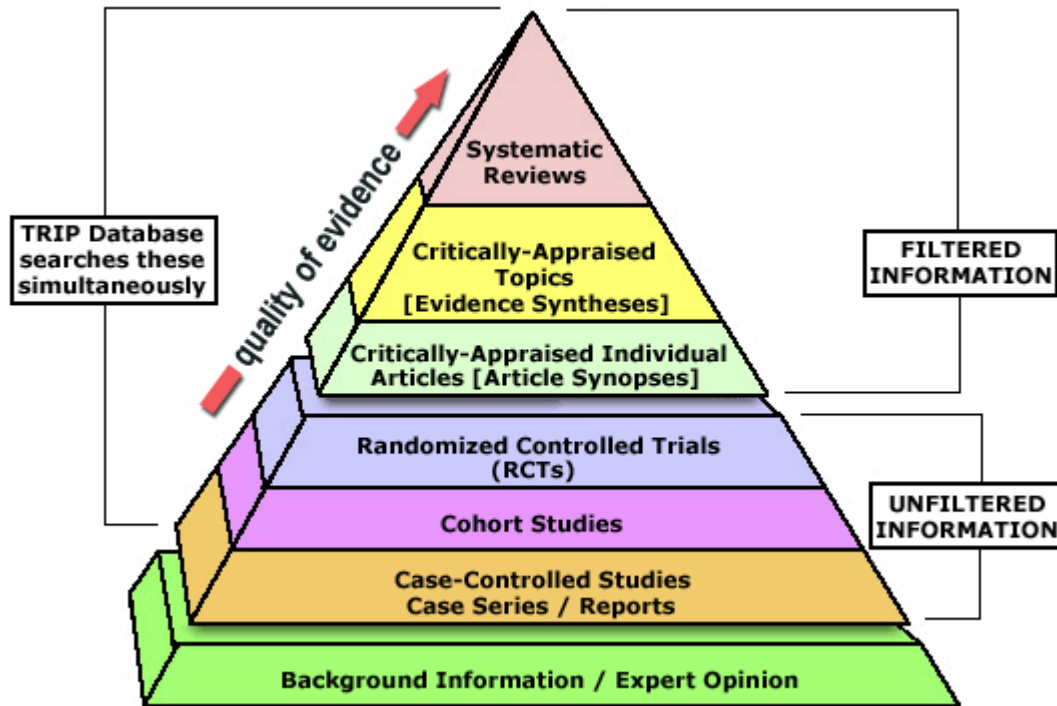 Systematic
Reviews
quality of evidence
TRIP Database
searches these
simultaneously
Critically-Appraised
Topics
[Evidence Syntheses]
FILTERED
INFORMATION
Critically-Appraised Individual
Articles [Article Synopses]
Randomized Controlled Trials
(RCTs)
UNFILTERED
INFORMATION
Cohort Studies
Case-Controlled Studies
Case Series / Reports
Background Information / Expert Opinion